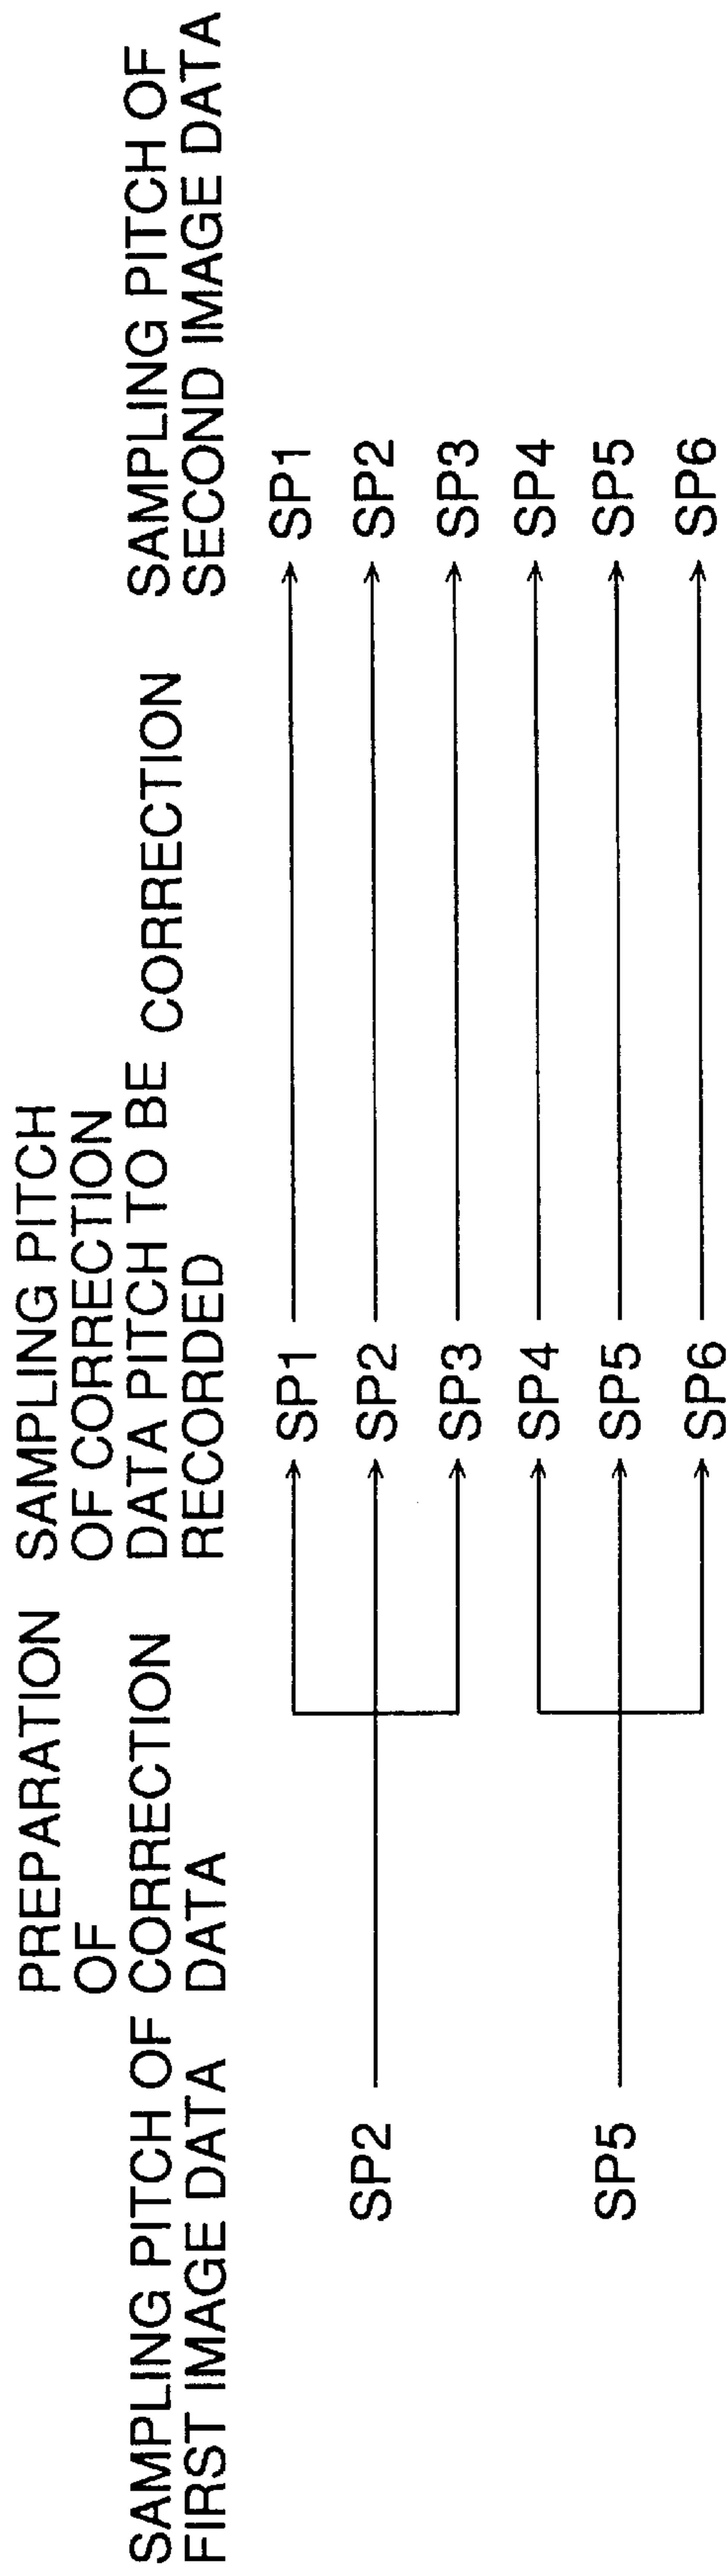 SAMPLING PITCH OF
FIRST IMAGE DATA
PREPARATION
OF
CORRECTION
DATA
SAMPLING PITCH
OF CORRECTION
DATA PITCH TO BE
RECORDED
CORRECTION
SAMPLING PITCH OF
SECOND IMAGE DATA
SP2
SP1
SP1
SP2
SP2
SP3
SP3
SP5
SP4
SP4
SP5
SP5
SP6
SP6